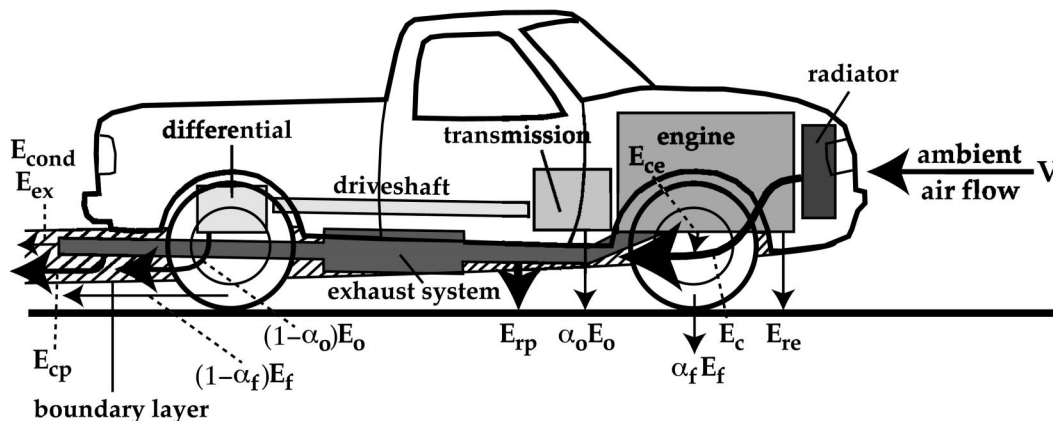 radiator
differential
transmission
engine
E_cond
E_ex
E_ce
driveshaft
ambient
air flow
V
exhaust system
E_cp
(1−α_f)E_f
(1−α_o)E_o
E_rp
α_oE_o
E_c
α_fE_f
E_re
boundary layer